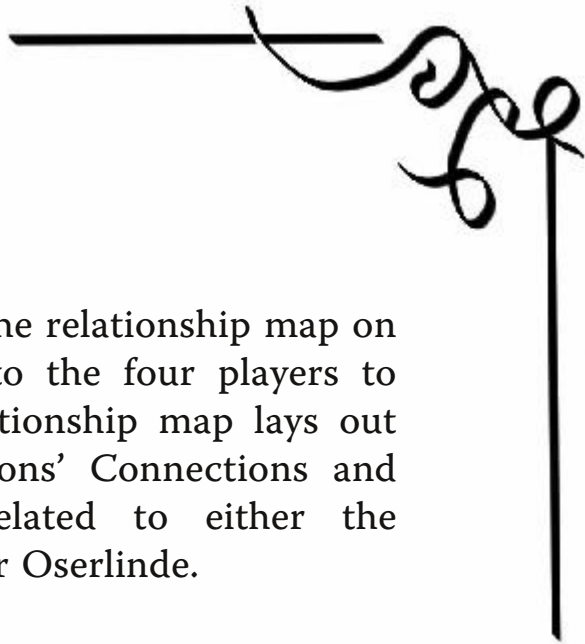 he relationship map on
to the four players to
tionship map lays out
ons' Connections and
elated to either the
r Oserlinde.